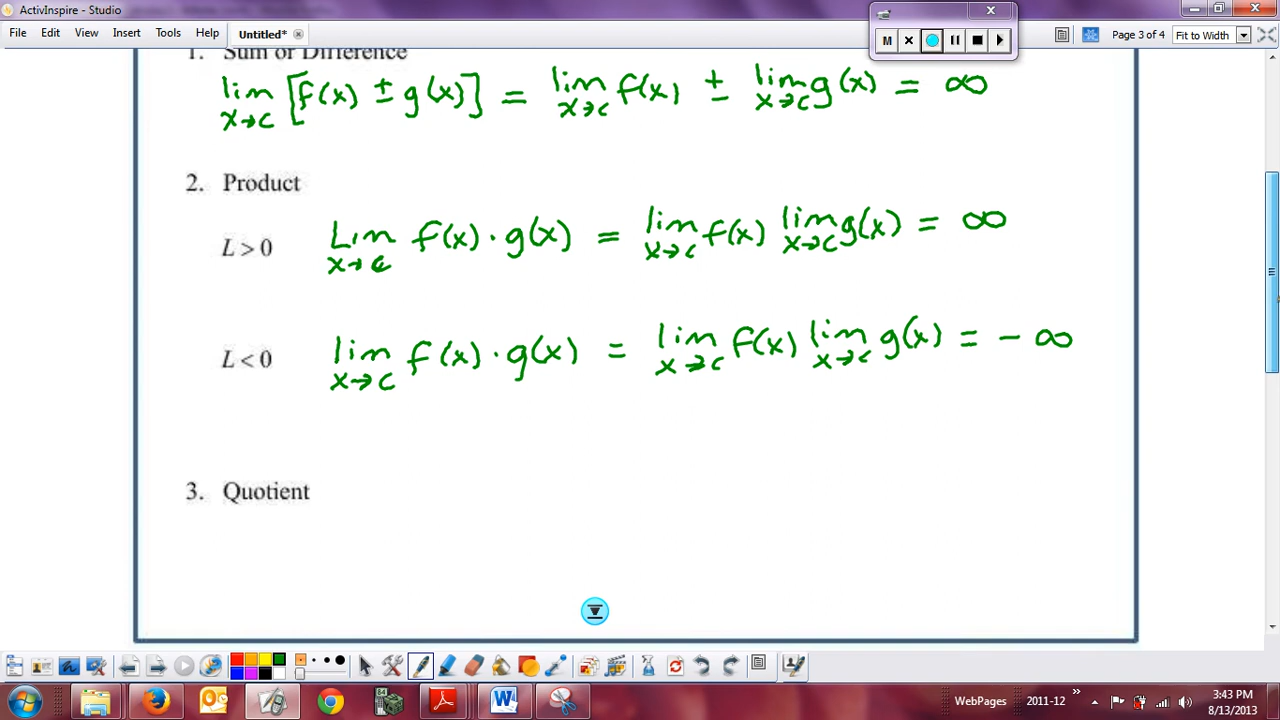 ActivInspire - Studio
File Edit View Insert Tools Help Untitled*
Page 3 of 4 Fit to Width
1. Sum or Difference
lim x→c [f(x) ± g(x)] = lim x→c f(x) ± lim x→c g(x) = ∞
2. Product
L > 0 Lim x→c f(x) · g(x) = lim x→c f(x) lim x→c g(x) = ∞
L < 0 lim x→c f(x) · g(x) = lim x→c f(x) lim x→c g(x) = - ∞
3. Quotient
WebPages 2011-12 »
3:43 PM
8/13/2013